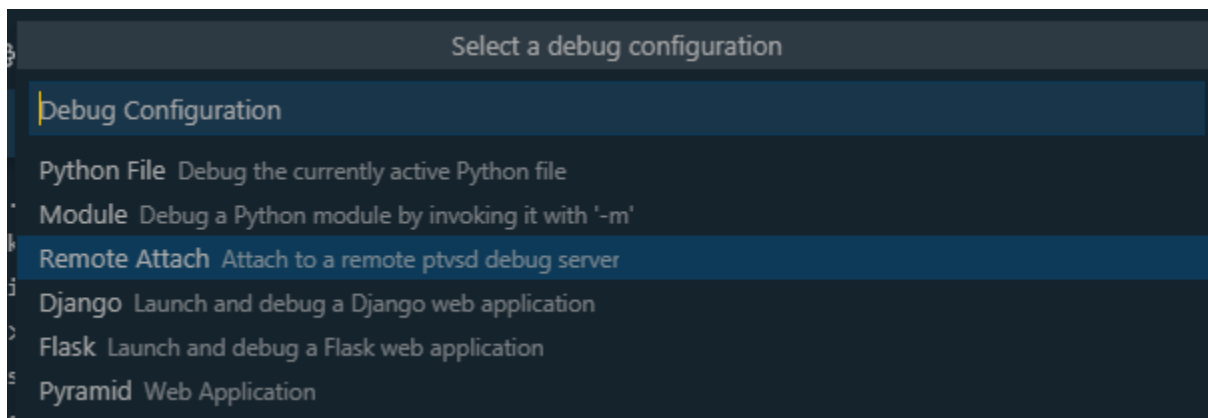 Select a debug configuration
Debug Configuration
Python File Debug the currently active Python file
Module Debug a Python module by invoking it with '-m'
Remote Attach Attach to a remote ptvsd debug server
Django Launch and debug a Django web application
Flask Launch and debug a Flask web application
Pyramid Web Application